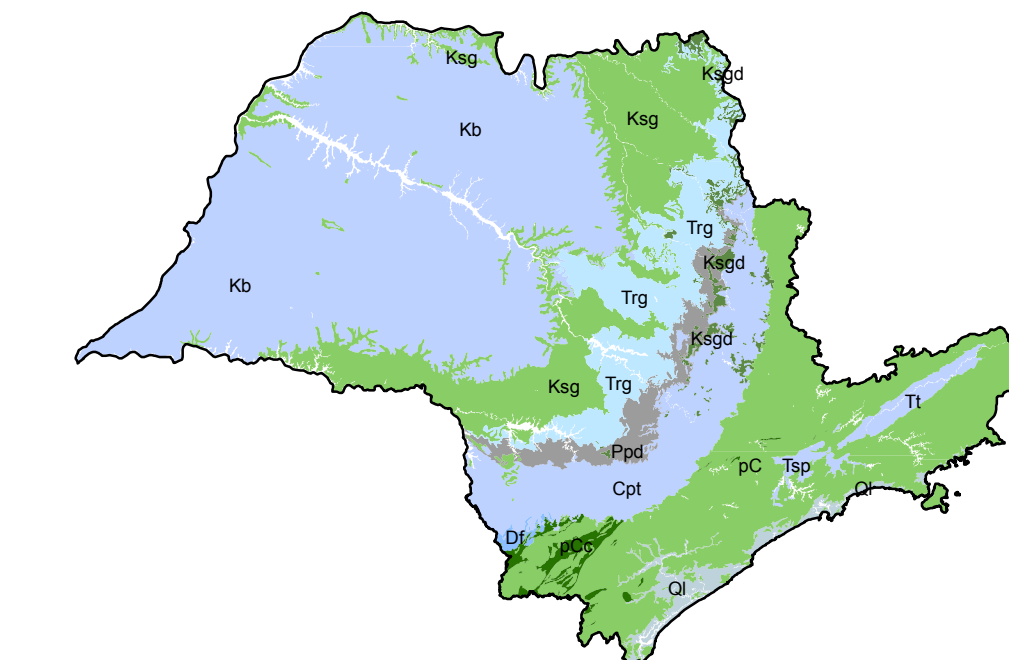 Ksg
Ksgd
Ksg
Kb
Trg
Ksgd
Kb
Trg
Ksgd
Trg
Ksg
Tt
Ppd
pC
Tsp
Cpt
Ql
Df
pCc
Ql